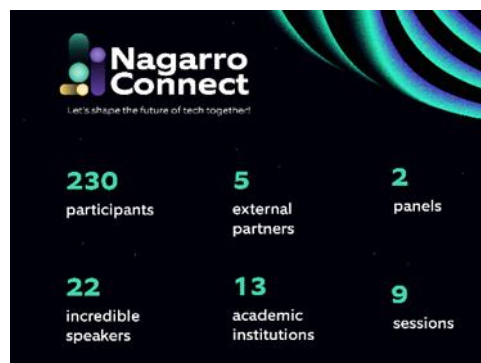 Nagarro
Connect
Let's shape the future of tech together!
230
participants
5
external
partners
2
panels
22
incredible
speakers
13
academic
institutions
9
sessions